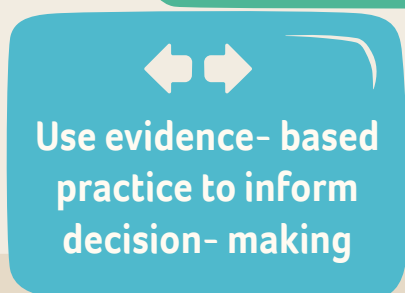 Use evidence- based
practice to inform
decision- making